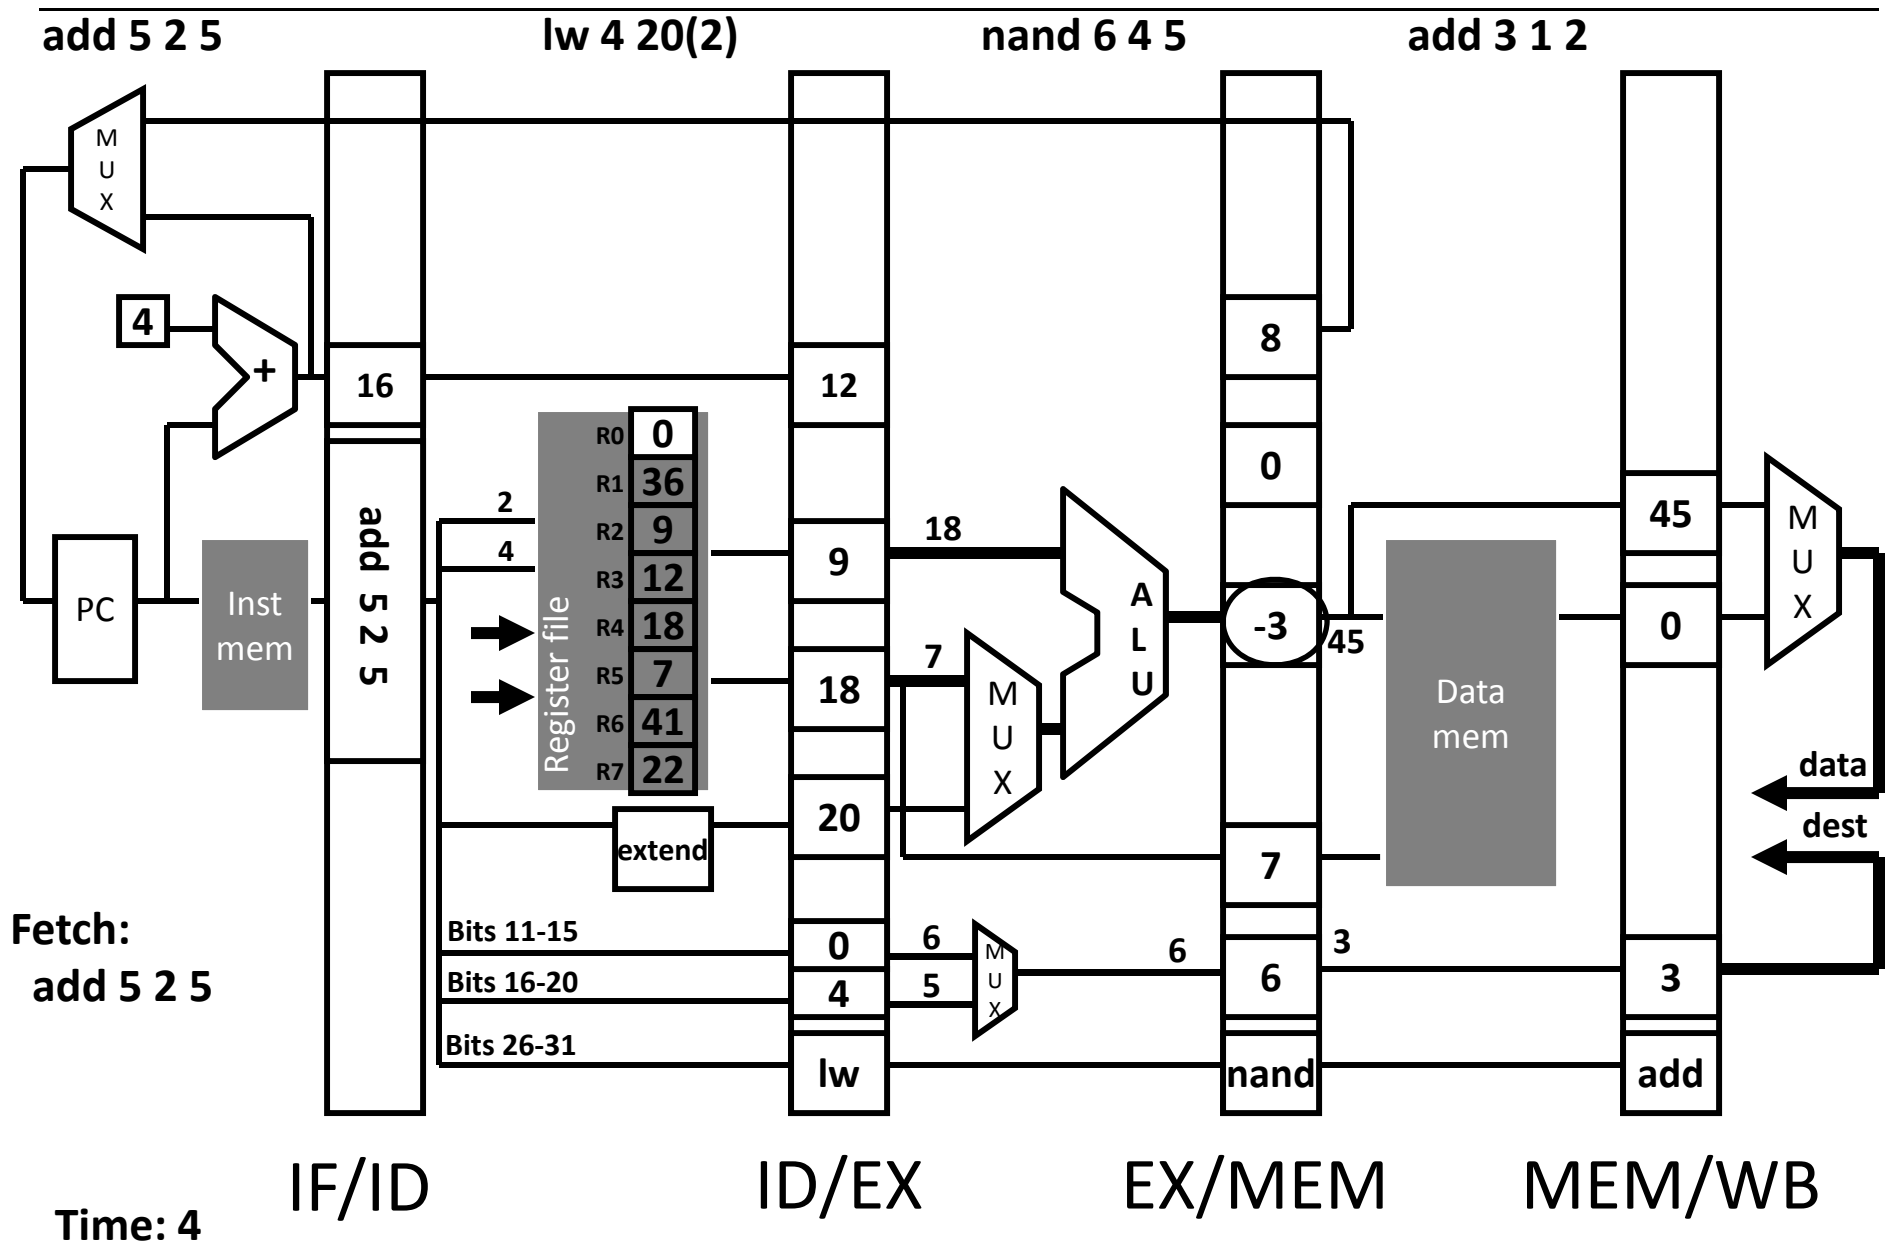 add 5 2 5
lw 4 20(2)
nand 6 4 5
add 3 1 2
M
U
X
4
+
16
12
8
0
R0 0
R1 36
R2 9
R3 12
R4 18
R5 7
R6 41
R7 22
Register file
2
4
PC
Inst
mem
add 5 2 5
9
18
20
18
7
M
U
X
A
L
U
-3
45
Data
mem
45
0
M
U
X
data
dest
extend
7
Fetch:
add 5 2 5
Bits 11-15
0
6
Bits 16-20
4
5
M
U
X
6
6
3
3
Bits 26-31
lw
nand
add
IF/ID
ID/EX
EX/MEM
MEM/WB
Time: 4